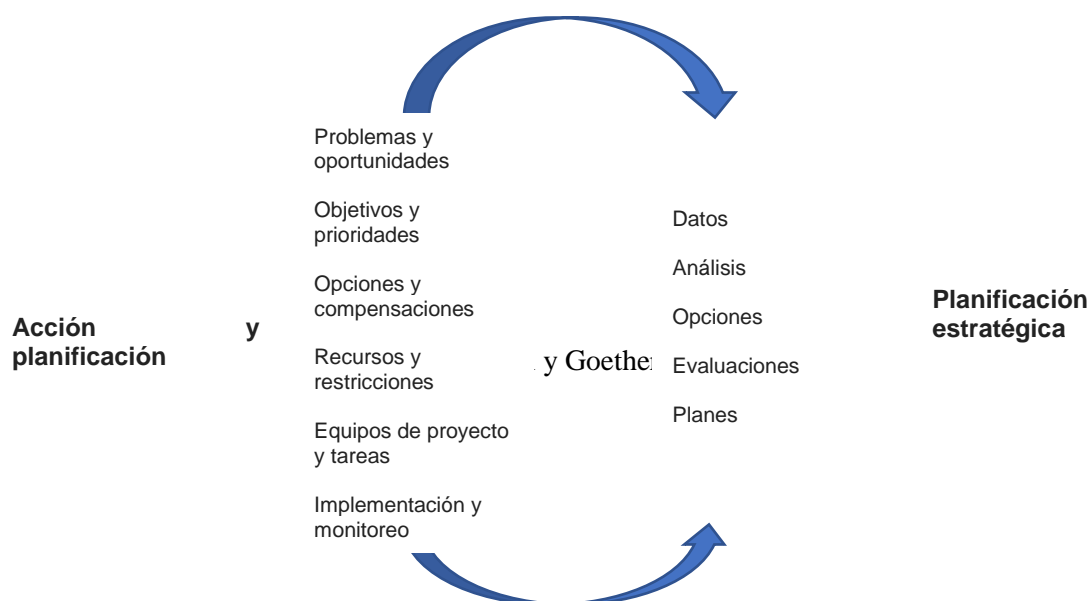 Acción y
planificación
Problemas y
oportunidades
Objetivos y
prioridades
Opciones y
compensaciones
Recursos y
restricciones
Equipos de proyecto
y tareas
Implementación y
monitoreo
y
Datos
Análisis
Opciones
Evaluaciones
Planes
Planificación
estratégica